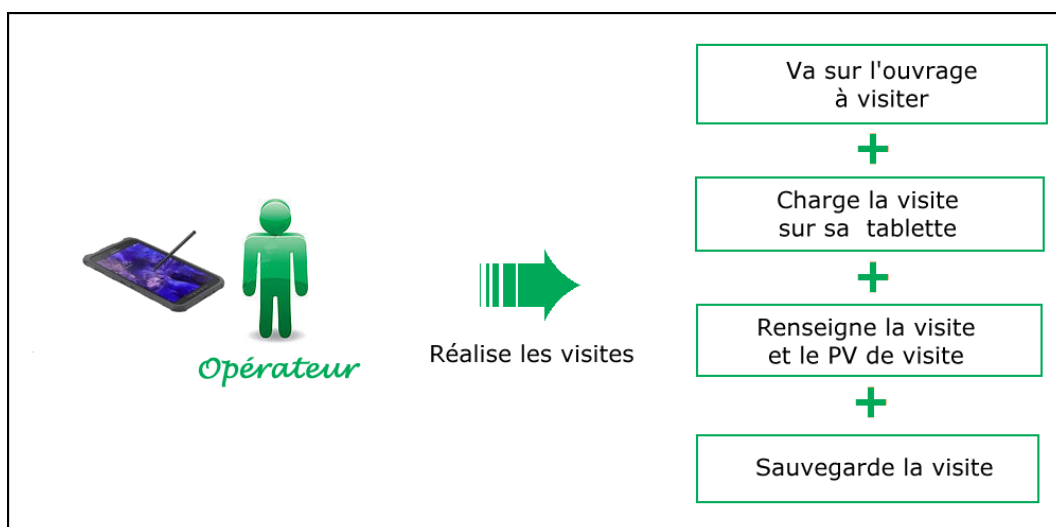 Va sur l'ouvrage
à visiter
+
Charge la visite
sur sa tablette
+
Renseigne la visite
et le PV de visite
+
Sauvegarde la visite
Réalise les visites
Opérateur